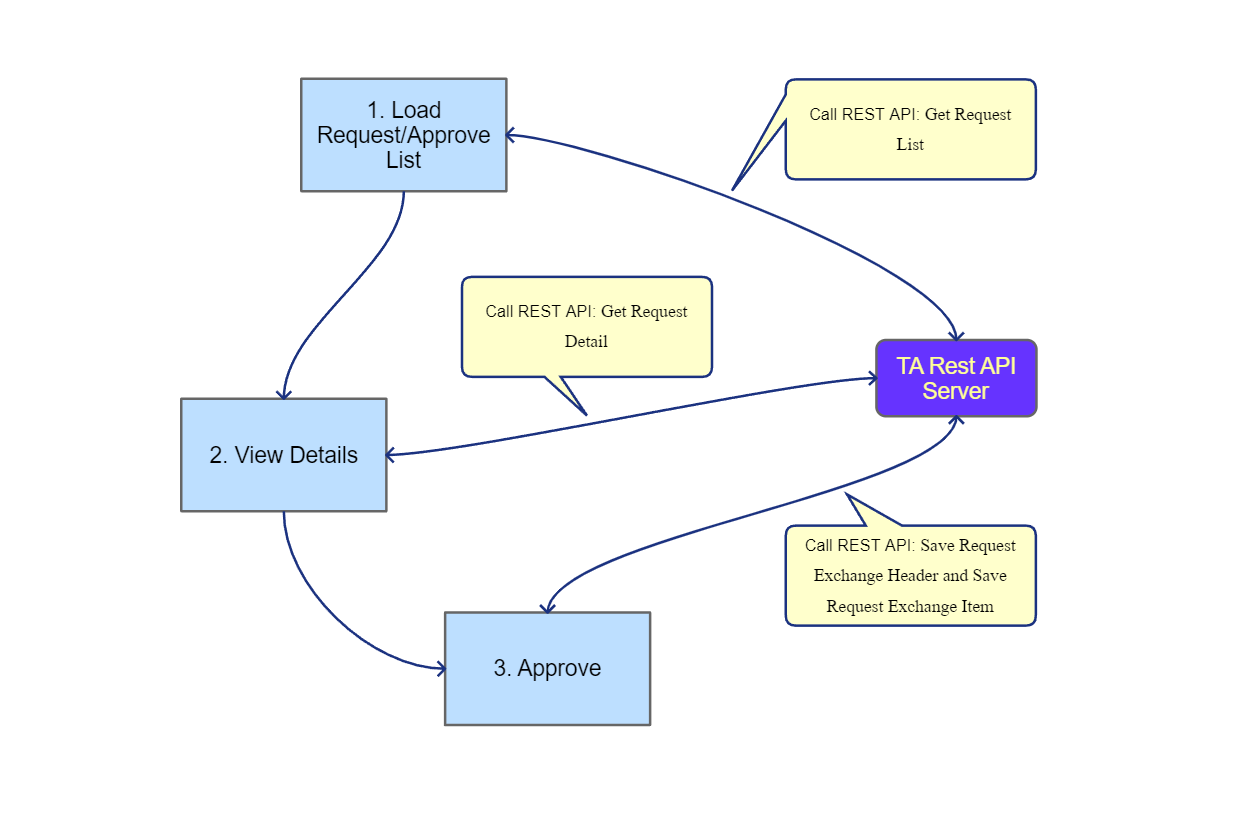 1. Load
Request/Approve
List
Call REST API: Get Request
List
Call REST API: Get Request
Detail
TA Rest API
Server
2. View Details
Call REST API: Save Request
Exchange Header and Save
Request Exchange Item
3. Approve